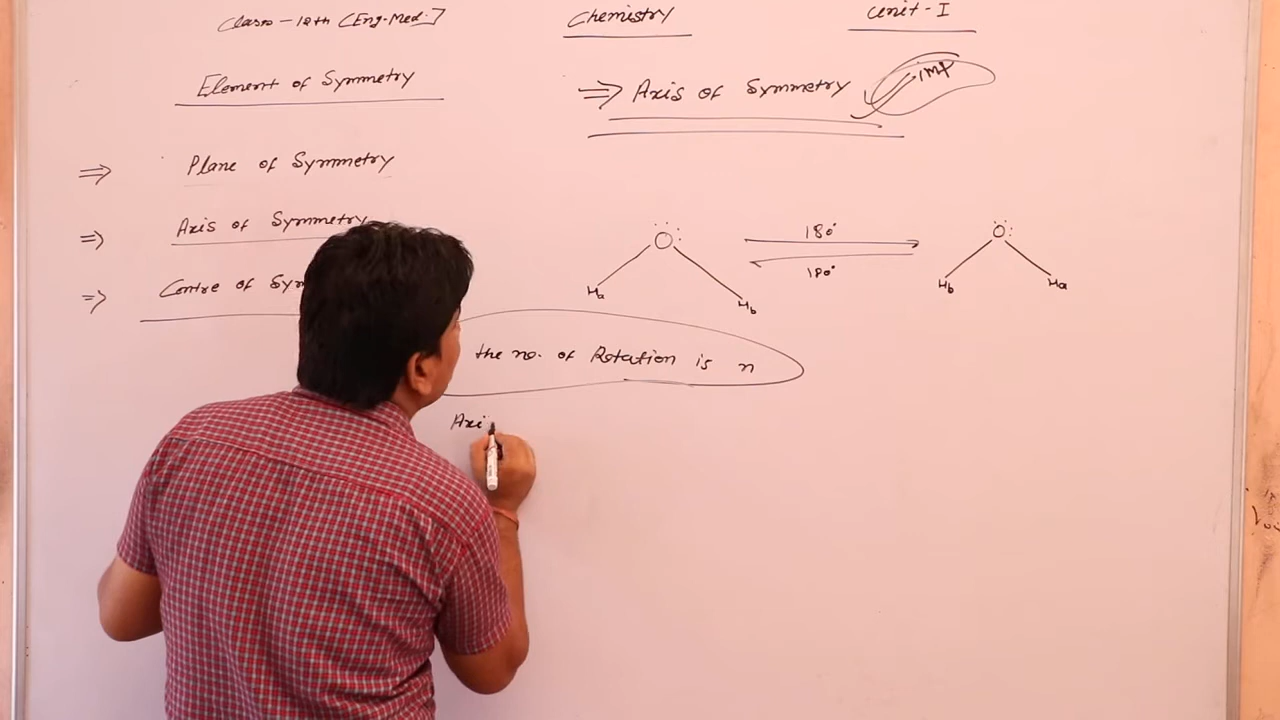 Class-12th [Eng-Med.] Chemistry Unit-I
Element of Symmetry
⇒ Axis of Symmetry imp
⇒ Plane of Symmetry
⇒ Axis of Symmetry
⇒ Centre of Sym
O Ha Hb
180°
180°
O Hb Ha
the no. of Rotation is n
Axi